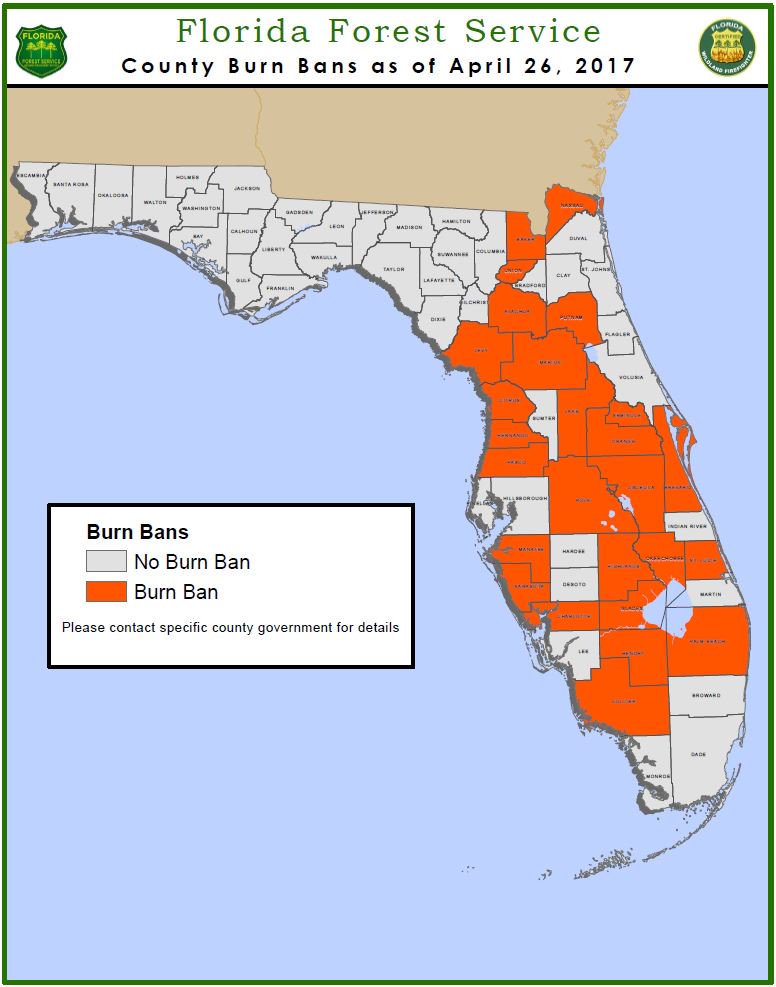 Florida Forest Service
County Burn Bans as of April 26, 2017
FLORIDA
FOREST SERVICE
FLORIDA
CERTIFIED
WILDLAND FIREFIGHTER
ESCAMBIA
SANTA ROSA
OKALOOSA
WALTON
HOLMES
WASHINGTON
JACKSON
BAY
CALHOUN
GULF
LIBERTY
GADSDEN
FRANKLIN
LEON
WAKULLA
JEFFERSON
MADISON
TAYLOR
HAMILTON
SUWANNEE
LAFAYETTE
DIXIE
COLUMBIA
GILCHRIST
BAKER
UNION
BRADFORD
NASSAU
DUVAL
CLAY
ST. JOHNS
ALACHUA
PUTNAM
FLAGLER
LEVY
MARION
VOLUSIA
CITRUS
SUMTER
LAKE
SEMINOLE
HERNANDO
ORANGE
PASCO
HILLSBOROUGH
POLK
OSCEOLA
BREVARD
INDIAN RIVER
MANATEE
HARDEE
HIGHLANDS
OKEECHOBEE
ST. LUCIE
SARASOTA
DESOTO
MARTIN
CHARLOTTE
GLADES
LEE
HENDRY
PALM BEACH
COLLIER
BROWARD
DADE
MONROE
Burn Bans
No Burn Ban
Burn Ban
Please contact specific county government for details